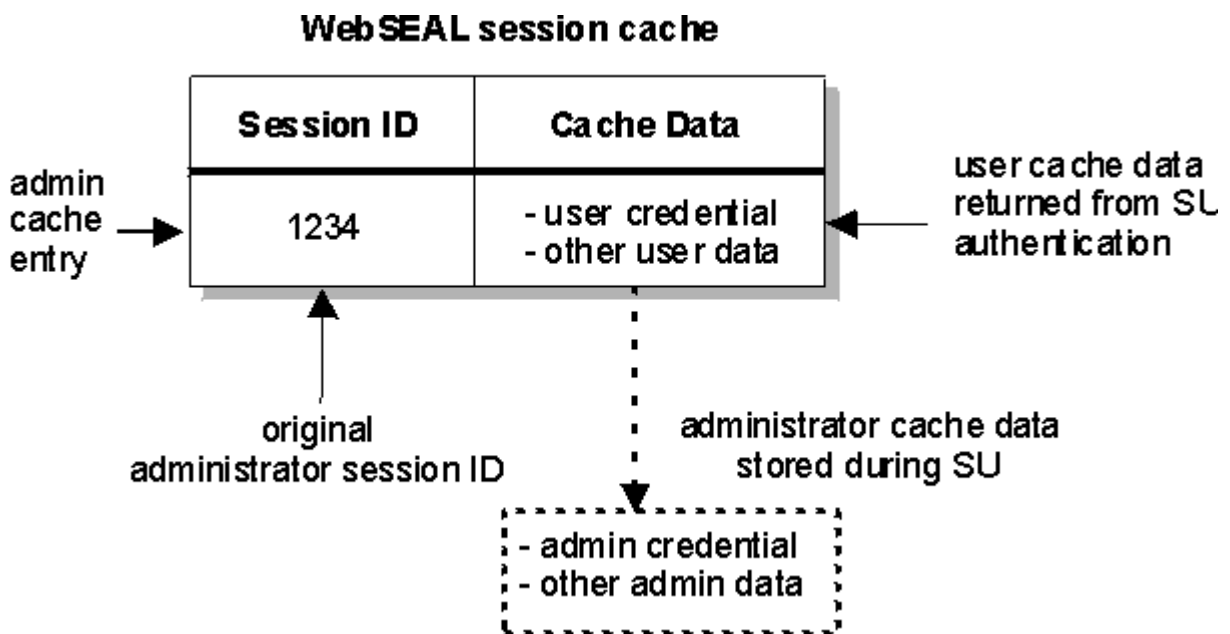 WebSEAL session cache
Session ID
Cache Data
admin
cache
entry
1234
- user credential
- other user data
user cache data
returned from SU
authentication
original
administrator session ID
administrator cache data
stored during SU
- admin credential
- other admin data